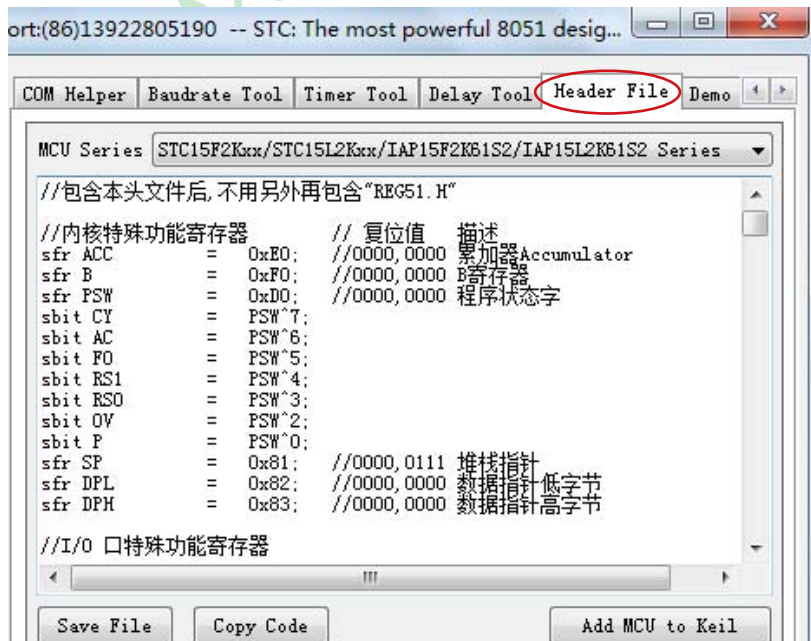 ort:(86)13922805190 -- STC: The most powerful 8051 desig...
COM Helper Baudrate Tool Timer Tool Delay Tool Header File Demo
MCU Series STC15F2Kxx/STC15L2Kxx/IAP15F2K61S2/IAP15L2K61S2 Series
//包含本头文件后,不用另外再包含"REG51.H"
//内核特殊功能寄存器 // 复位值 描述
sfr ACC = 0xE0; //0000,0000 累加器Accumulator
sfr B = 0xF0; //0000,0000 B寄存器
sfr PSW = 0xD0; //0000,0000 程序状态字
sbit CY = PSW^7;
sbit AC = PSW^6;
sbit F0 = PSW^5;
sbit RS1 = PSW^4;
sbit RS0 = PSW^3;
sbit OV = PSW^2;
sbit P = PSW^0;
sfr SP = 0x81; //0000,0111 堆栈指针
sfr DPL = 0x82; //0000,0000 数据指针低字节
sfr DPH = 0x83; //0000,0000 数据指针高字节
//I/O 口特殊功能寄存器
Save File Copy Code Add MCU to Keil